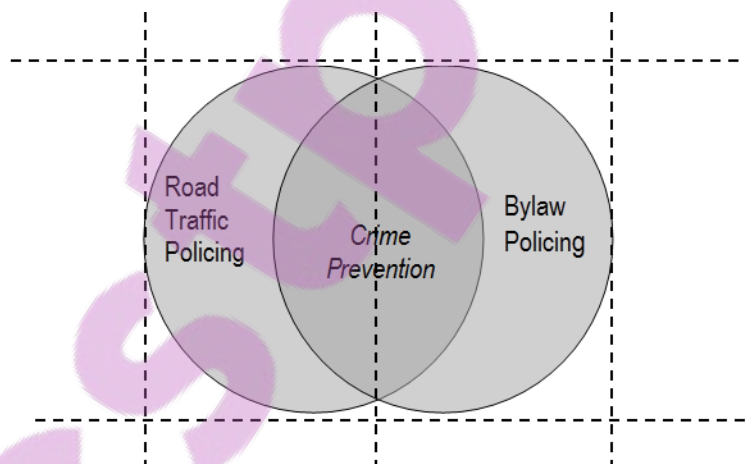 Road
Traffic
Policing
Crime
Prevention
Bylaw
Policing